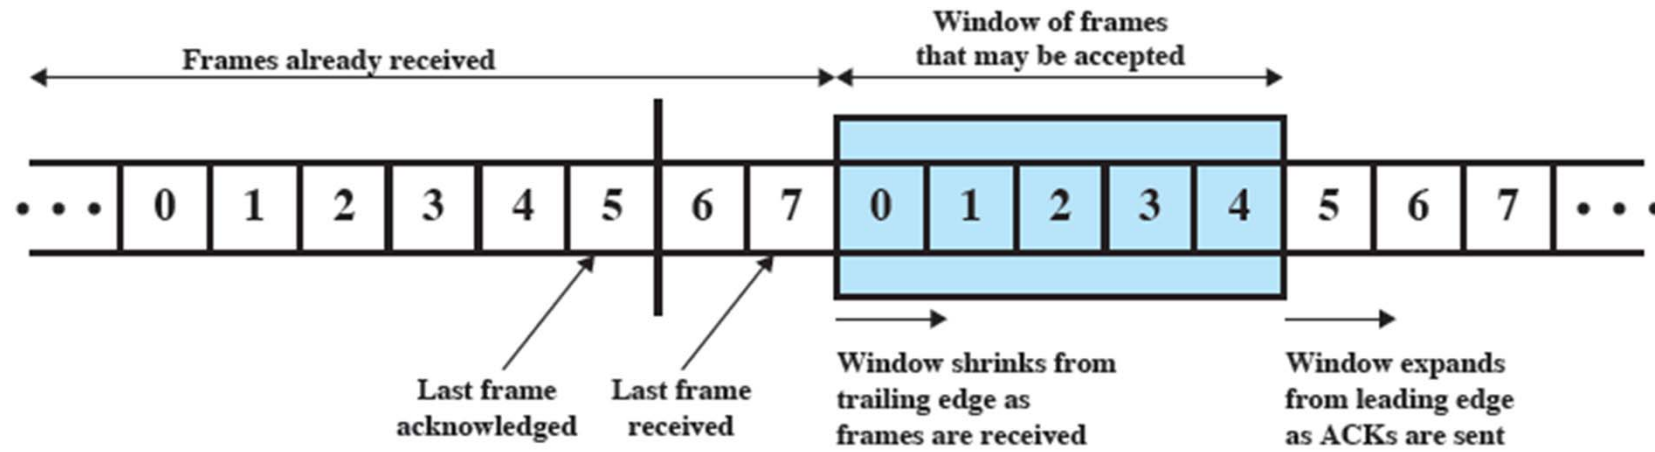 Window of frames
that may be accepted
Frames already received
• • • 0 1 2 3 4 5 6 7 0 1 2 3 4 5 6 7 • • •
Last frame
acknowledged
Last frame
received
Window shrinks from
trailing edge as
frames are received
Window expands
from leading edge
as ACKs are sent